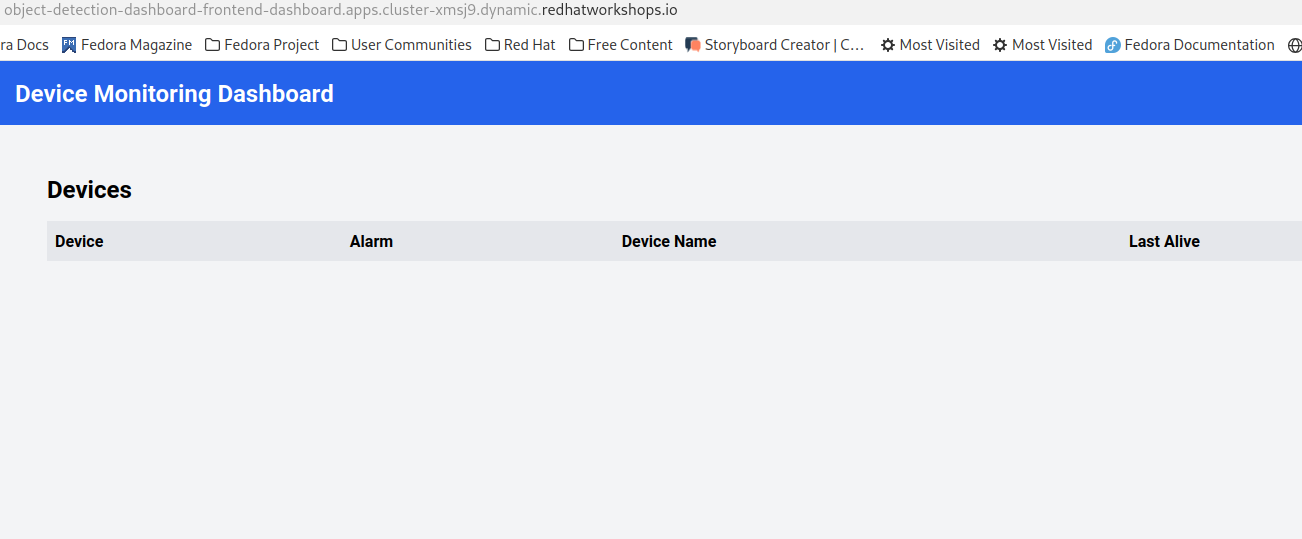 object-detection-dashboard-frontend-dashboard.apps.cluster-xmsj9.dynamic.redhatworkshops.io
ra Docs FM Fedora Magazine Fedora Project User Communities Red Hat Free Content Storyboard Creator | C… Most Visited Most Visited Fedora Documentation
Device Monitoring Dashboard
Devices
Device Alarm Device Name Last Alive